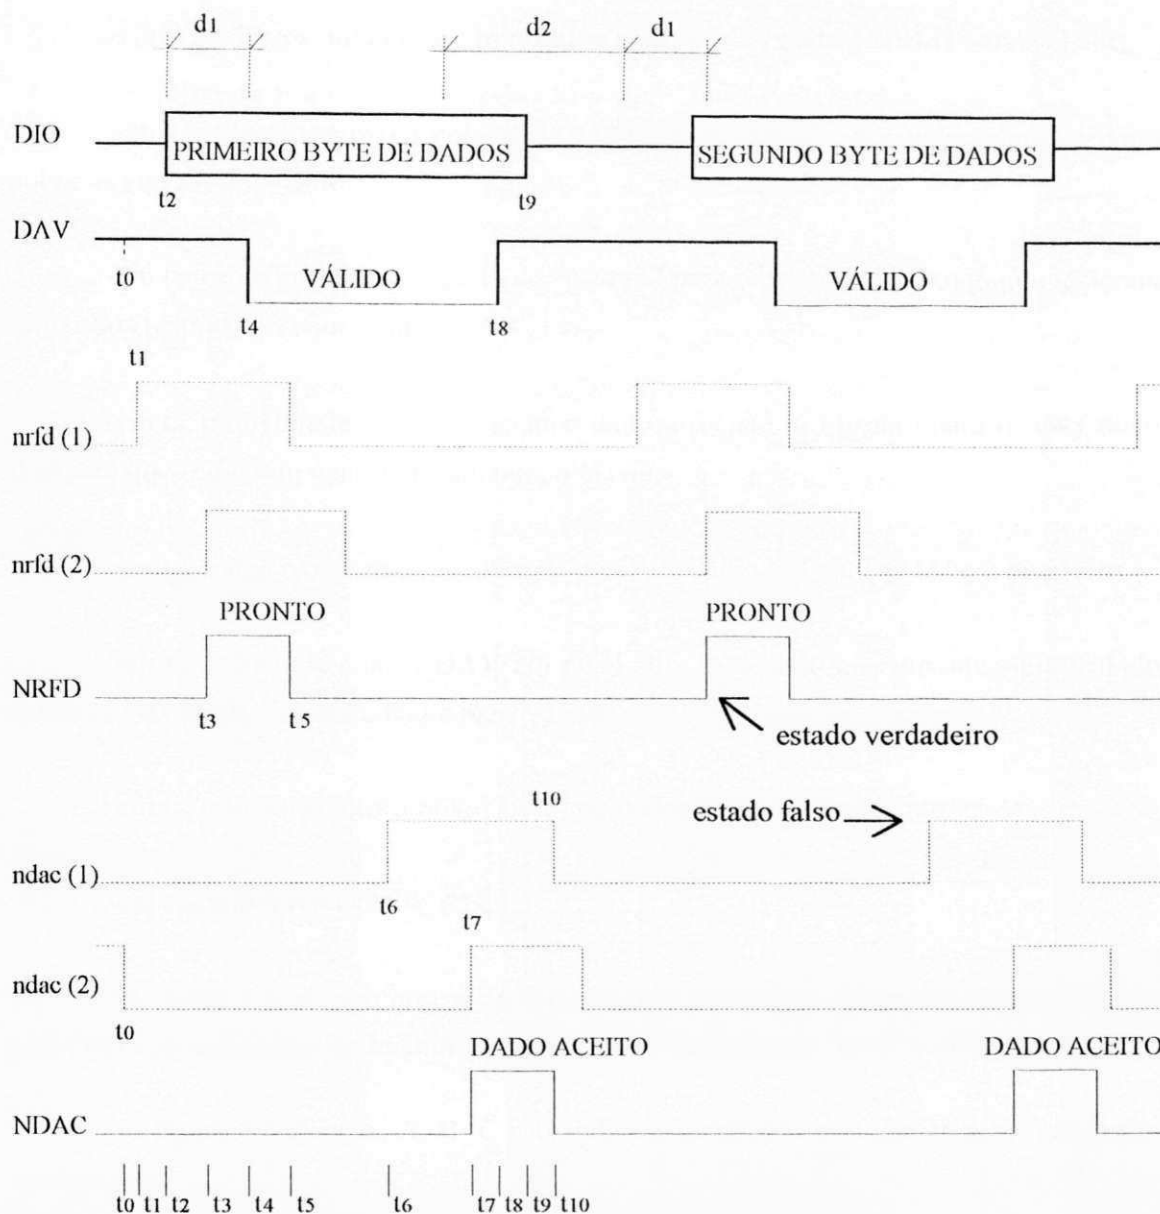 d1 d2 d1
DIO PRIMEIRO BYTE DE DADOS SEGUNDO BYTE DE DADOS
t2 t9
DAV
t0 VÁLIDO VÁLIDO
t4 t8
t1
nrfd (1)
nrfd (2)
PRONTO PRONTO
NRFD
t3 t5
estado verdadeiro
t10
estado falso
ndac (1)
t6
t7
ndac (2)
t0
DADO ACEITO DADO ACEITO
NDAC
t0 t1 t2 t3 t4 t5 t6 t7 t8 t9 t10